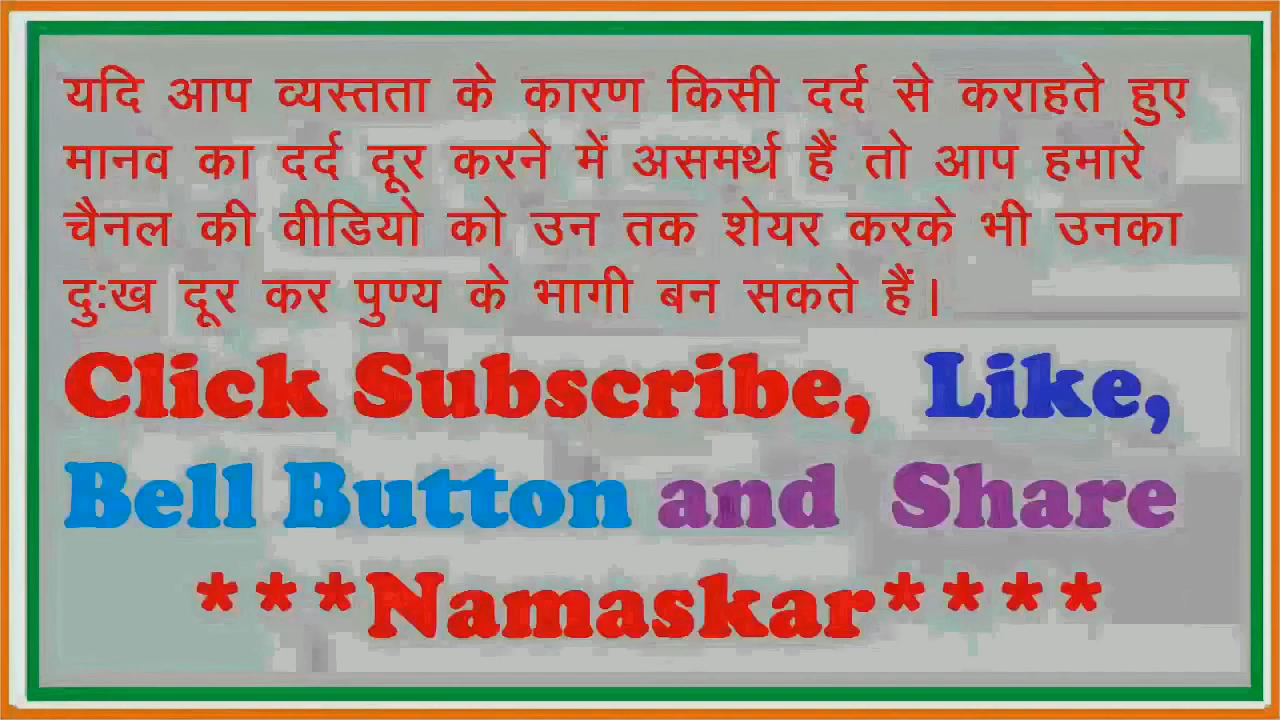 यदि आप व्यस्तता के कारण किसी दर्द से कराहते हुए
मानव का दर्द दूर करने में असमर्थ हैं तो आप हमारे
चैनल की वीडियो को उन तक शेयर करके भी उनका
दुःख दूर कर पुण्य के भागी बन सकते हैं।
Click Subscribe, Like,
Bell Button and Share
***Namaskar****